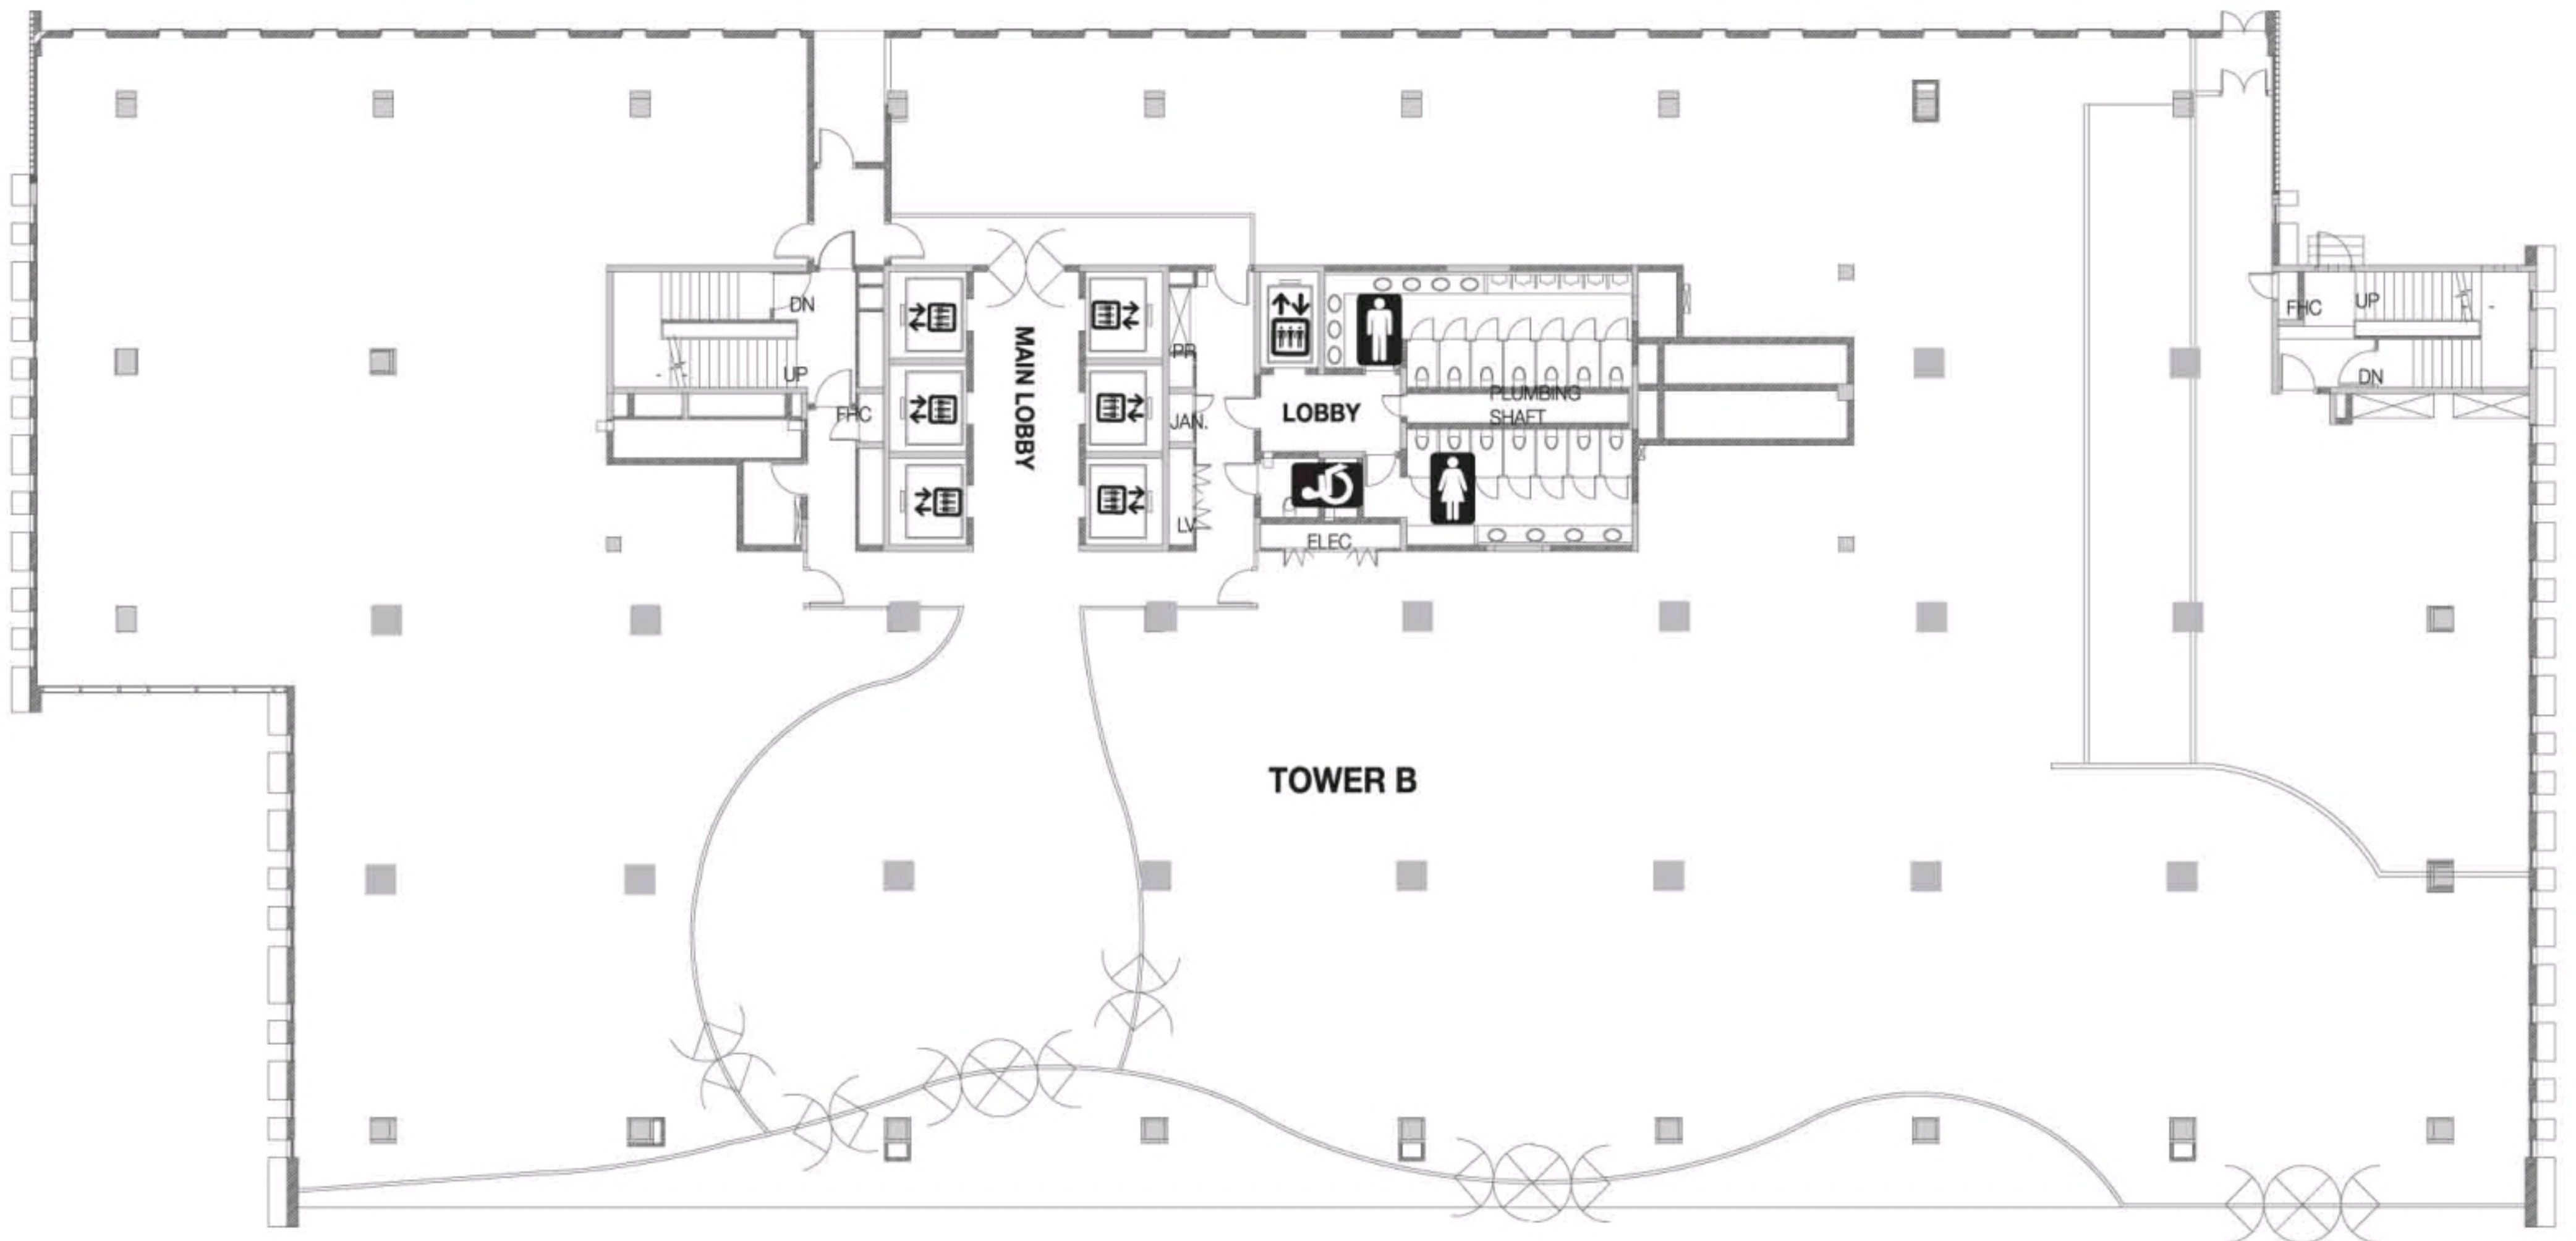 DN
UP
FHC
MAIN LOBBY
PR
JAN.
LV
LOBBY
PLUMBING
SHAFT
ELEC
FHC
UP
DN
TOWER B